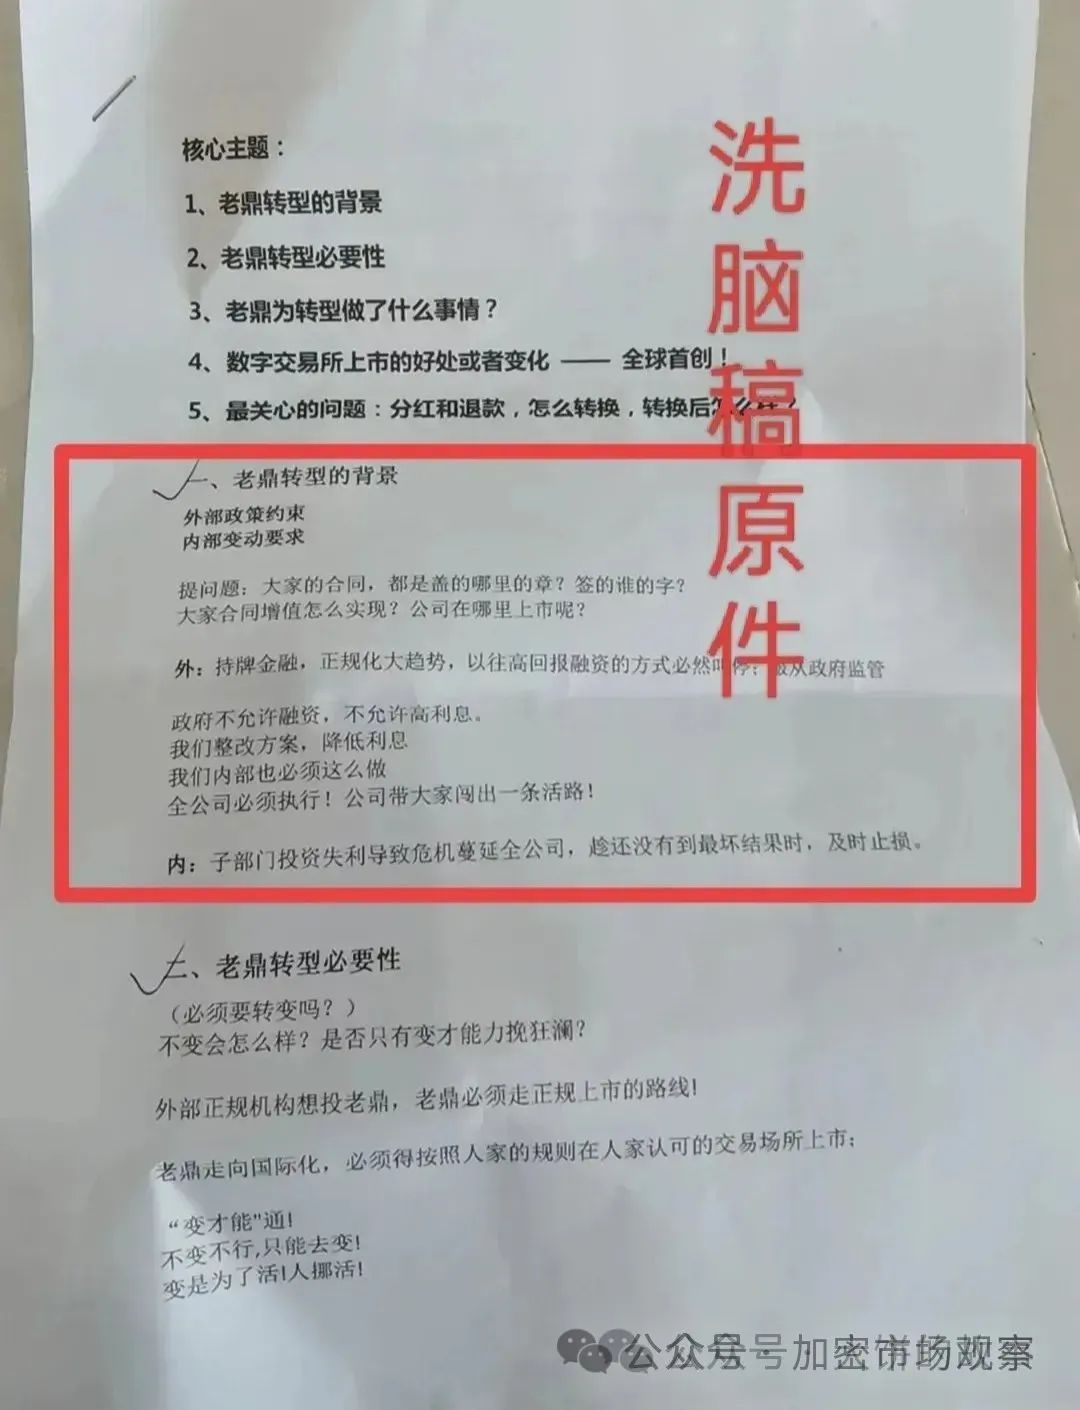 洗脑稿原件
核心主题：
1、老鼎转型的背景
2、老鼎转型必要性
3、老鼎为转型做了什么事情？
4、数字交易所上市的好处或者变化 —— 全球首创！
5、最关心的问题：分红和退款，怎么转换，转换后怎么样？
一、老鼎转型的背景
外部政策约束
内部变动要求
提问题：大家的合同，都是盖的哪里的章？签的谁的字？
大家合同增值怎么实现？公司在哪里上市呢？
外：持牌金融，正规化大趋势，以往高回报融资的方式必然叫停；从政府监管
政府不允许融资，不允许高利息。
我们整改方案，降低利息
我们内部也必须这么做
全公司必须执行！公司带大家闯出一条活路！
内：子部门投资失利导致危机蔓延全公司，趁还没有到最坏结果时，及时止损。
二、老鼎转型必要性
（必须要转变吗？）
不变会怎么样？是否只有变才能力挽狂澜？
外部正规机构想投老鼎，老鼎必须走正规上市的路线！
老鼎走向国际化，必须得按照人家的规则在人家认可的交易场所上市；
“变才能"通！
不变不行,只能去变！
变是为了活！人挪活！
公众号 加密市场观察